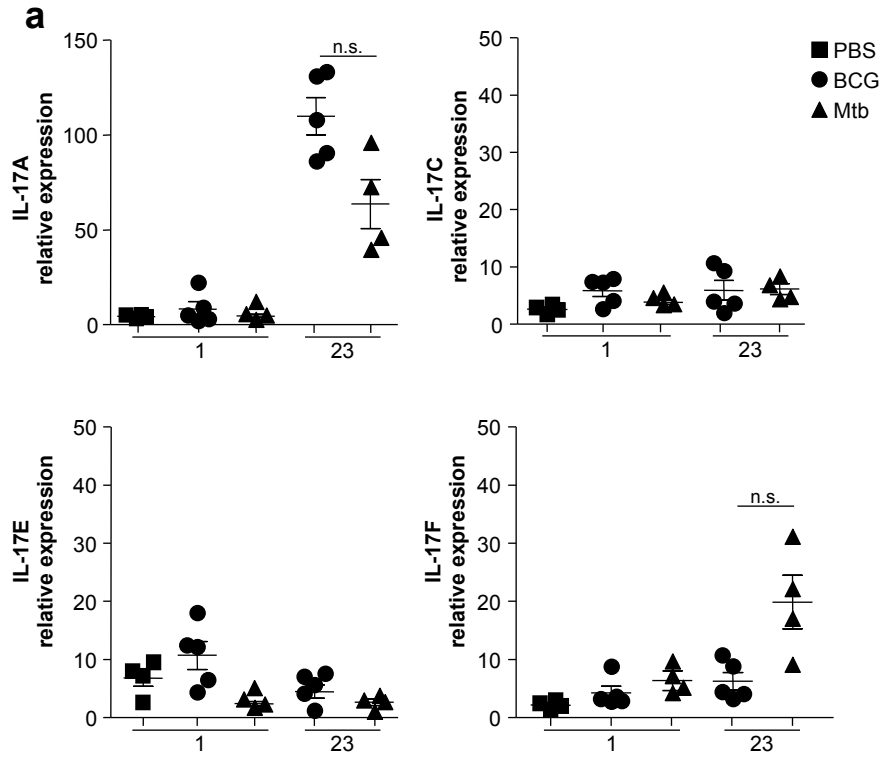 a
IL-17A
relative expression
150
100
50
0
n.s.
1
23
IL-17C
relative expression
50
40
30
20
10
0
1
23
PBS
BCG
Mtb
IL-17E
relative expression
50
40
30
20
10
0
1
23
IL-17F
relative expression
50
40
30
20
10
0
n.s.
1
23